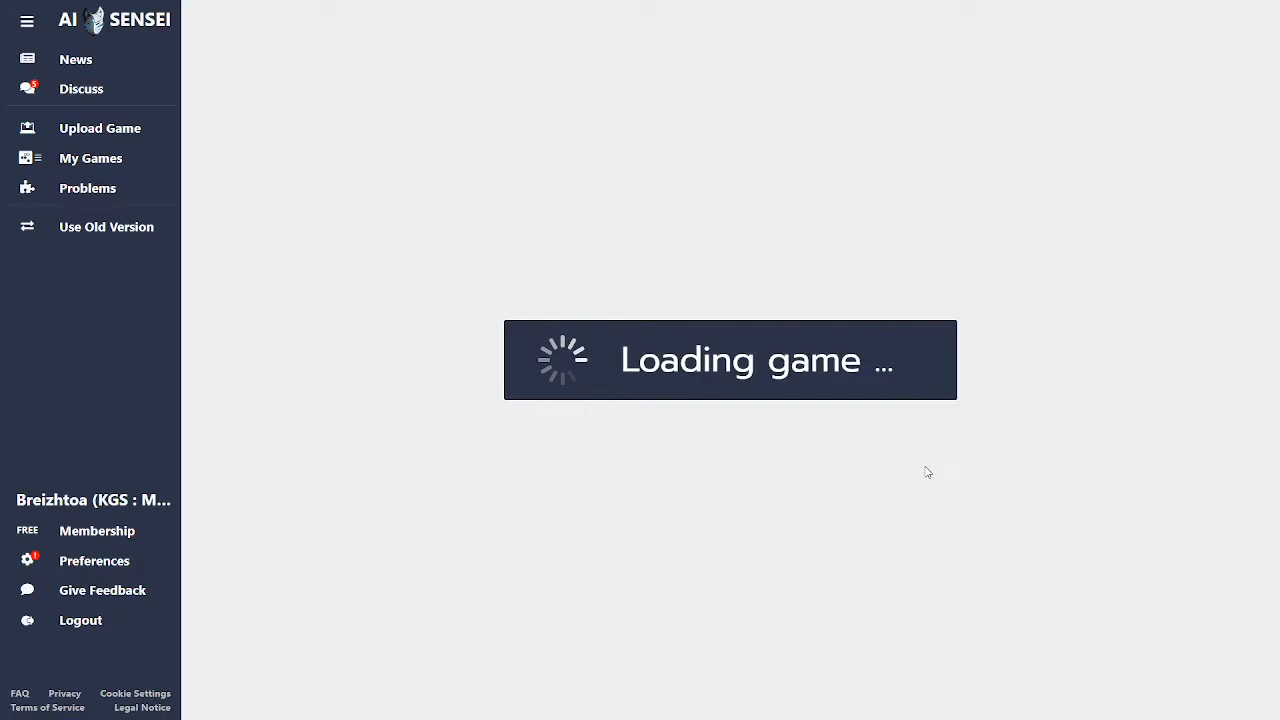 AI SENSEI
News
5
Discuss
Upload Game
My Games
Problems
Use Old Version
Loading game ...
Breizhtoa (KGS : M...
FREE Membership
!
Preferences
Give Feedback
Logout
FAQ Privacy Cookie Settings
Terms of Service Legal Notice